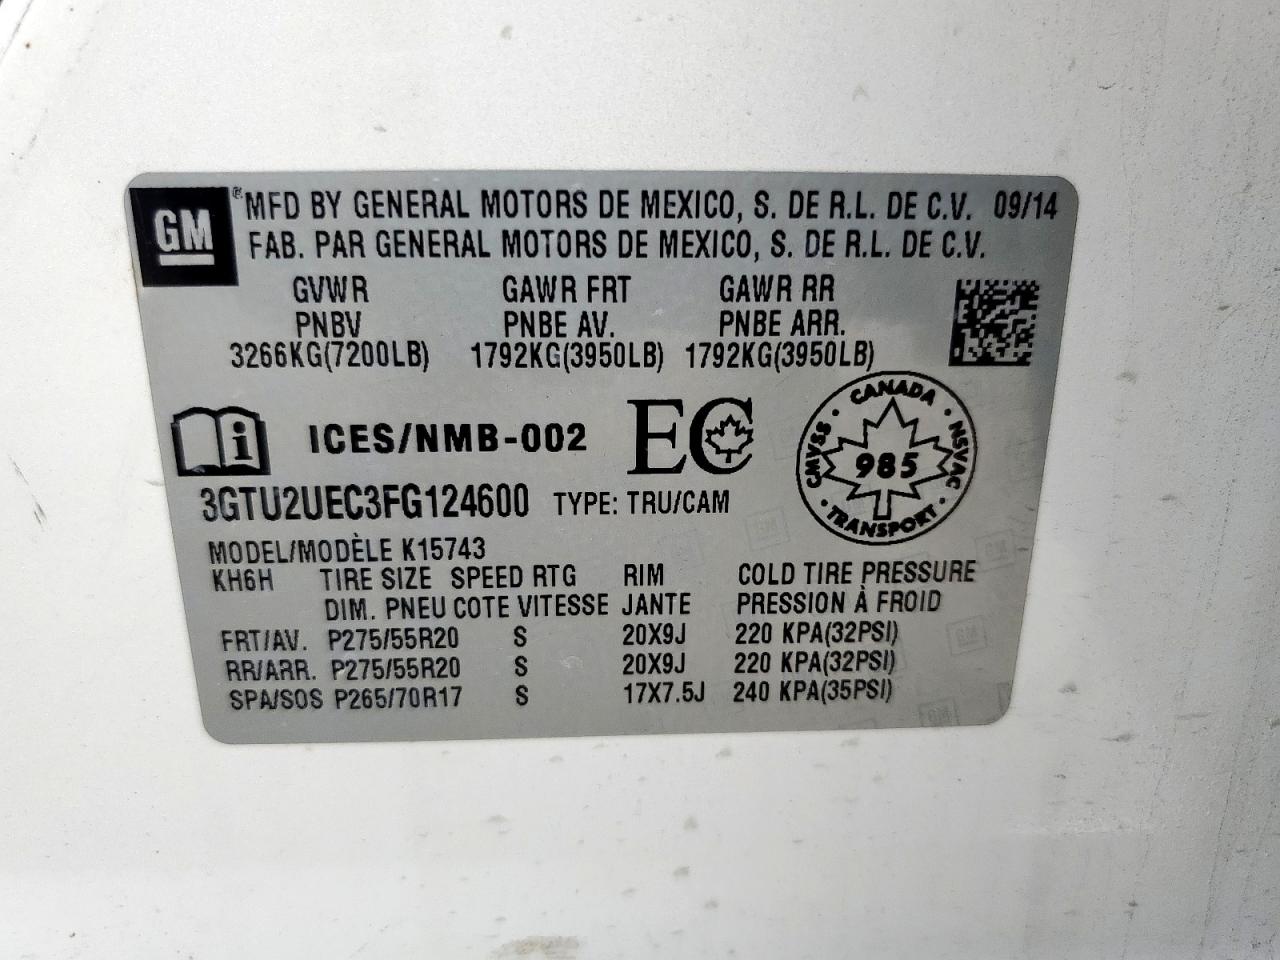 GM
® MFD BY GENERAL MOTORS DE MEXICO, S. DE R.L. DE C.V. 09/14
FAB. PAR GENERAL MOTORS DE MEXICO, S. DE R.L. DE C.V.
GVWR GAWR FRT GAWR RR
PNBV PNBE AV. PNBE ARR.
3266KG(7200LB) 1792KG(3950LB) 1792KG(3950LB)
i ICES/NMB-002 EC
CANADA
CMVSS 985 NSVAC
TRANSPORT
3GTU2UEC3FG124600 TYPE: TRU/CAM
MODEL/MODÈLE K15743
KH6H TIRE SIZE SPEED RTG RIM COLD TIRE PRESSURE
DIM. PNEU COTE VITESSE JANTE PRESSION À FROID
FRT/AV. P275/55R20 S 20X9J 220 KPA(32PSI)
RR/ARR. P275/55R20 S 20X9J 220 KPA(32PSI)
SPA/SOS P265/70R17 S 17X7.5J 240 KPA(35PSI)